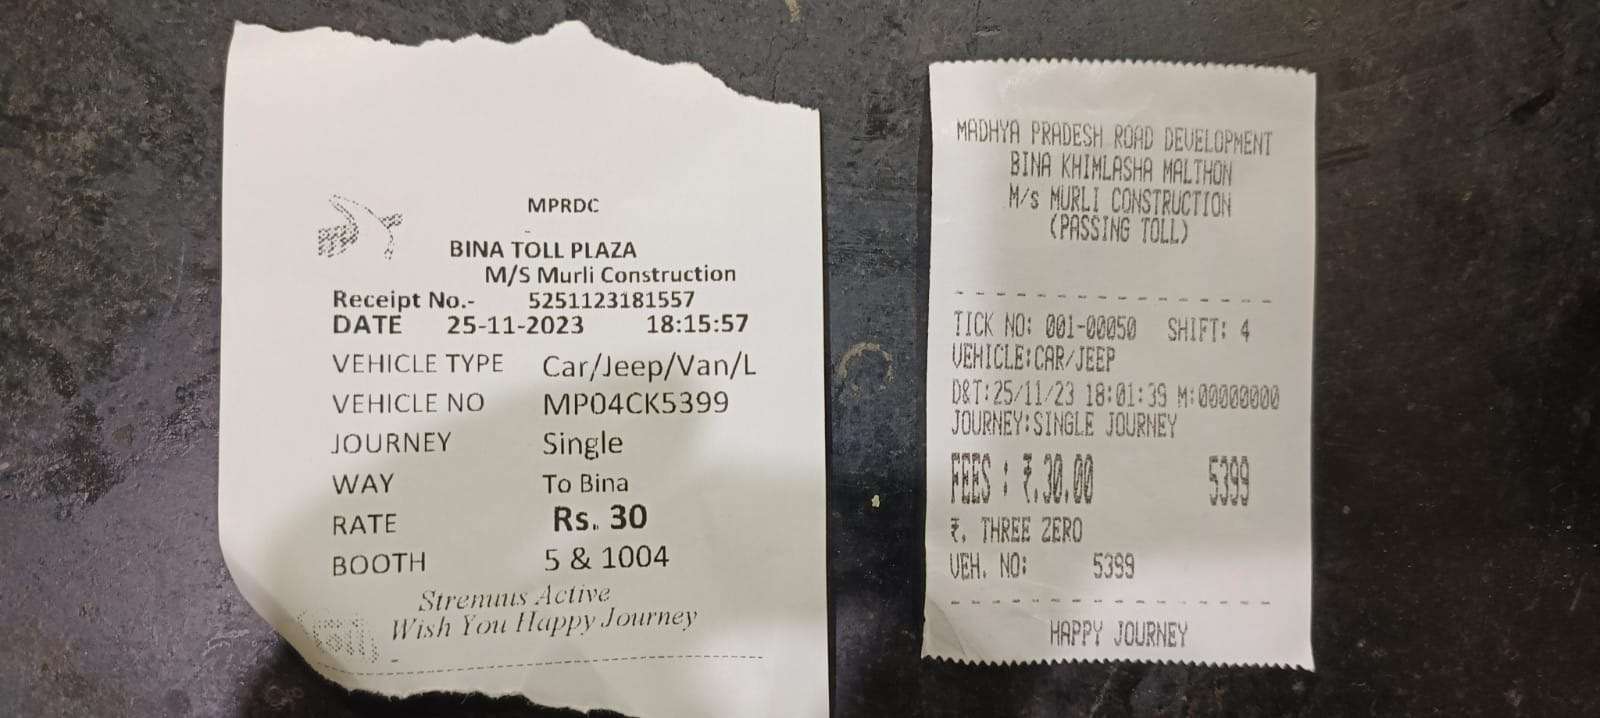 MPRDC
BINA TOLL PLAZA
M/S Murli Construction
Receipt No.- 5251123181557
DATE 25-11-2023 18:15:57
VEHICLE TYPE Car/Jeep/Van/L
VEHICLE NO MP04CK5399
JOURNEY Single
WAY To Bina
RATE Rs. 30
BOOTH 5 & 1004
Strenuus Active
Wish You Happy Journey
MADHYA PRADESH ROAD DEVELOPMENT
BINA KHIMLASHA MALTHON
M/s MURLI CONSTRUCTION
(PASSING TOLL)
TICK NO: 001-00050 SHIFT: 4
VEHICLE:CAR/JEEP
D&T:25/11/23 18:01:39 M:00000000
JOURNEY:SINGLE JOURNEY
FEES : ₹.30.00 5399
₹. THREE ZERO
VEH. NO: 5399
HAPPY JOURNEY